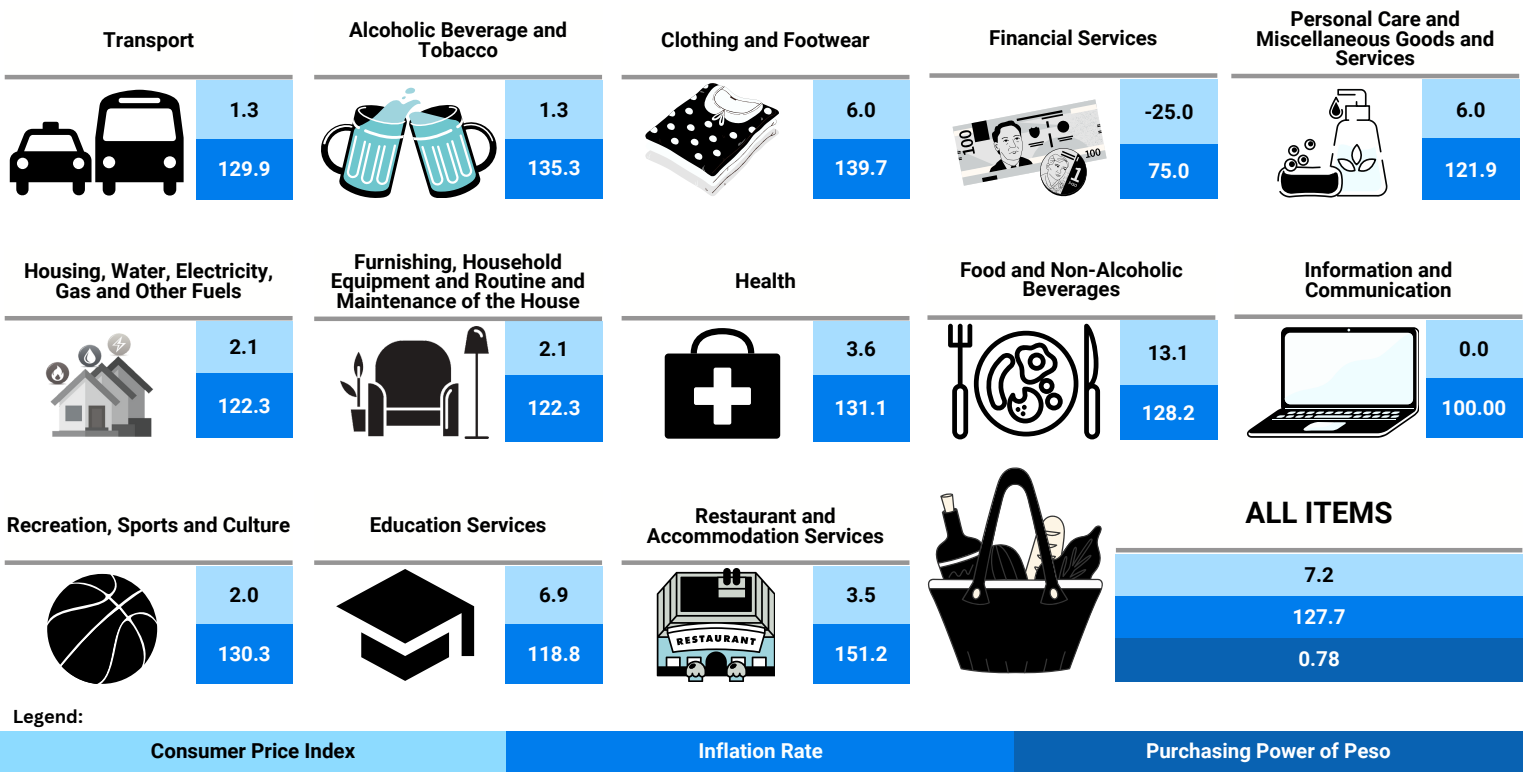 Transport
1.3
129.9
Alcoholic Beverage and
Tobacco
1.3
135.3
Clothing and Footwear
6.0
139.7
Financial Services
100
100
1
-25.0
75.0
Personal Care and
Miscellaneous Goods and
Services
6.0
121.9
Housing, Water, Electricity,
Gas and Other Fuels
2.1
122.3
Furnishing, Household
Equipment and Routine and
Maintenance of the House
2.1
122.3
Health
3.6
131.1
Food and Non-Alcoholic
Beverages
13.1
128.2
Information and
Communication
0.0
100.00
Recreation, Sports and Culture
2.0
130.3
Education Services
6.9
118.8
Restaurant and
Accommodation Services
RESTAURANT
3.5
151.2
ALL ITEMS
7.2
127.7
0.78
Legend:
Consumer Price Index
Inflation Rate
Purchasing Power of Peso